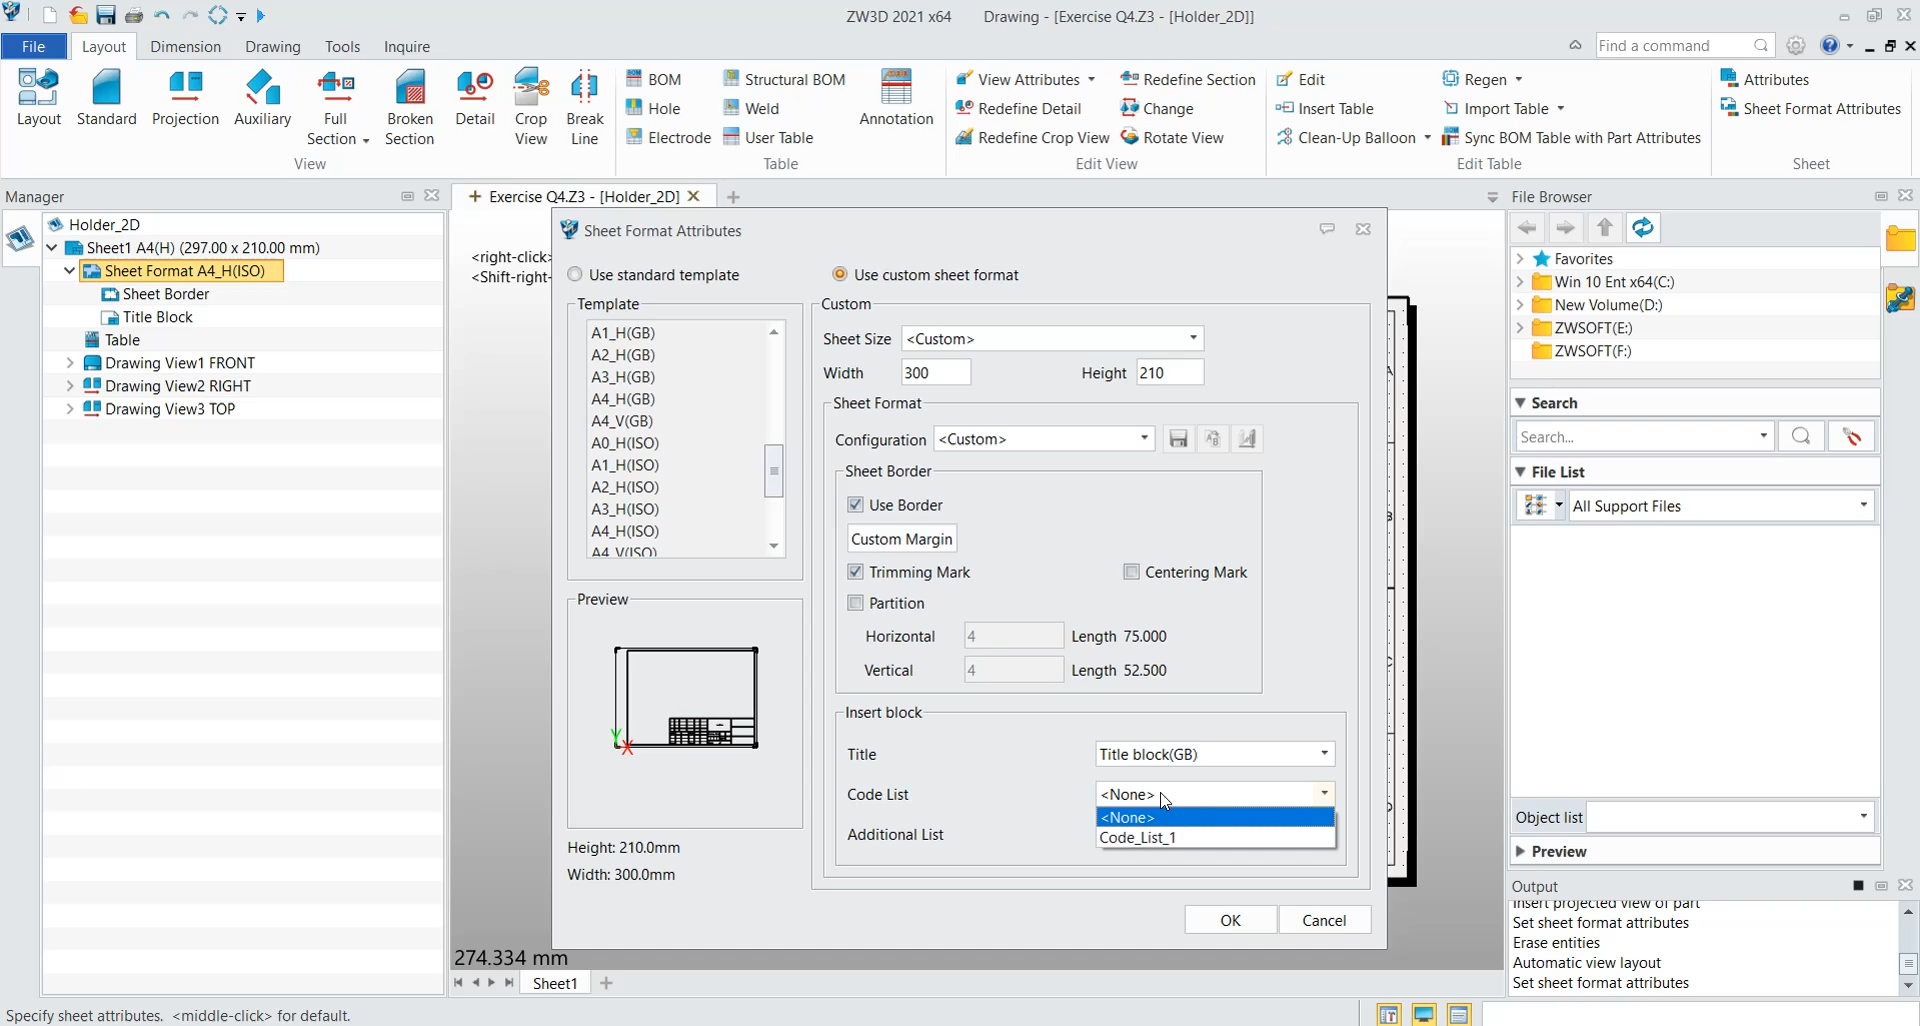 ZW3D 2021 x64 Drawing - [Exercise Q4.Z3 - [Holder_2D]]
File Layout Dimension Drawing Tools Inquire Find a command
Layout Standard Projection Auxiliary Full Section Broken Section Detail Crop View Break Line
View
BOM Structural BOM
Hole Weld
Electrode User Table
Annotation
Table
View Attributes Redefine Section
Redefine Detail Change
Redefine Crop View Rotate View
Edit View
Edit Regen
Insert Table Import Table
Clean-Up Balloon Sync BOM Table with Part Attributes
Edit Table
Attributes
Sheet Format Attributes
Sheet
Manager
Holder_2D
Sheet1 A4(H) (297.00 x 210.00 mm)
Sheet Format A4_H(ISO)
Sheet Border
Title Block
Table
Drawing View1 FRONT
Drawing View2 RIGHT
Drawing View3 TOP
Exercise Q4.Z3 - [Holder_2D]
<right-click>
<Shift-right-
Sheet Format Attributes
Use standard template Use custom sheet format
Template
A1_H(GB)
A2_H(GB)
A3_H(GB)
A4_H(GB)
A4_V(GB)
A0_H(ISO)
A1_H(ISO)
A2_H(ISO)
A3_H(ISO)
A4_H(ISO)
A4_V(ISO)
Preview
Height: 210.0mm
Width: 300.0mm
Custom
Sheet Size <Custom>
Width 300 Height 210
Sheet Format
Configuration <Custom>
Sheet Border
Use Border
Custom Margin
Trimming Mark Centering Mark
Partition
Horizontal 4 Length 75.000
Vertical 4 Length 52.500
Insert block
Title Title block(GB)
Code List <None>
<None>
Code_List_1
Additional List
OK Cancel
274.334 mm
Sheet1
File Browser
Favorites
Win 10 Ent x64(C:)
New Volume(D:)
ZWSOFT(E:)
ZWSOFT(F:)
Search
Search...
File List
All Support Files
Object list
Preview
Output
Insert projected view of part
Set sheet format attributes
Erase entities
Automatic view layout
Set sheet format attributes
Specify sheet attributes. <middle-click> for default.